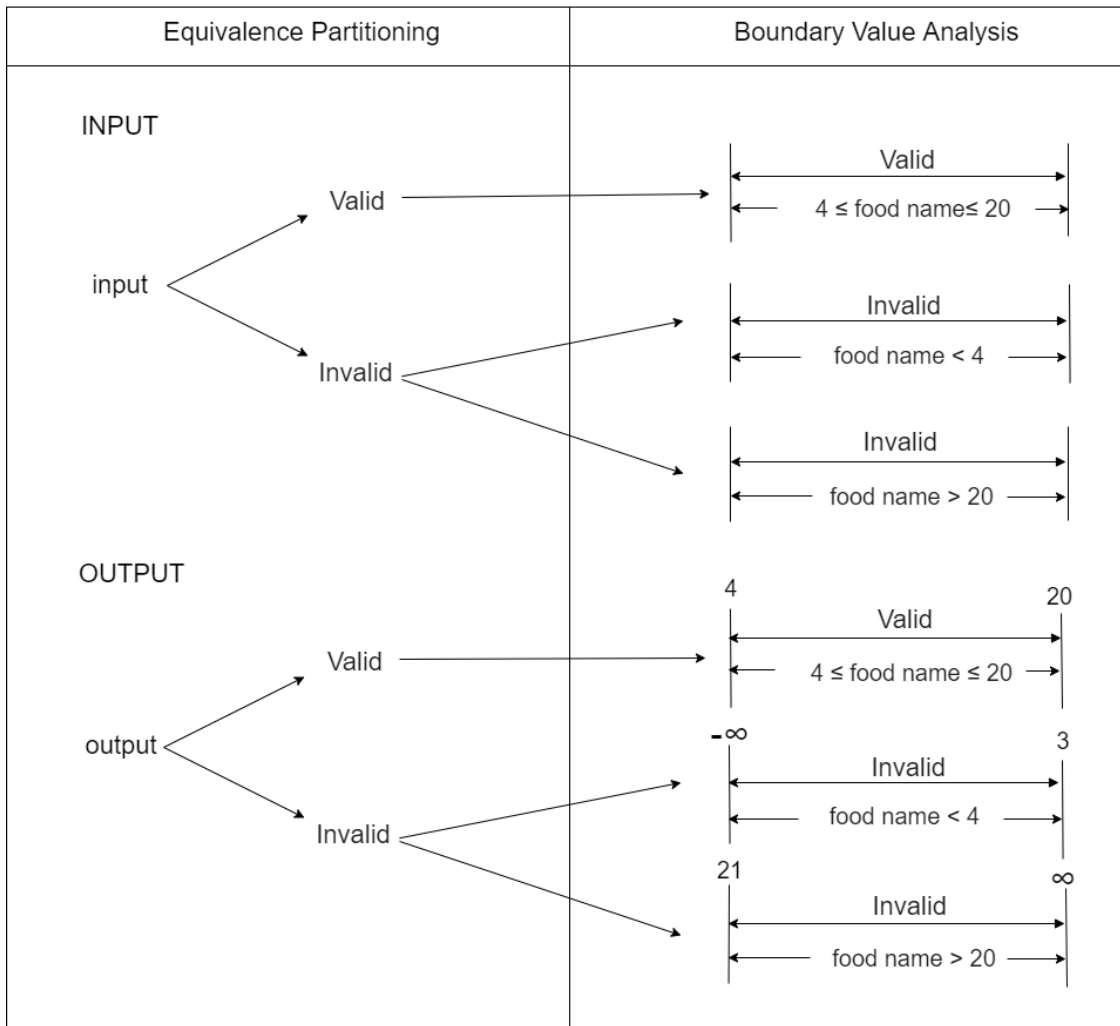 Equivalence Partitioning
Boundary Value Analysis
INPUT
Valid
Valid
4 ≤ food name≤ 20
input
Invalid
Invalid
food name < 4
Invalid
food name > 20
OUTPUT
4
20
Valid
Valid
4 ≤ food name ≤ 20
output
-∞
3
Invalid
Invalid
food name < 4
21
∞
Invalid
food name > 20